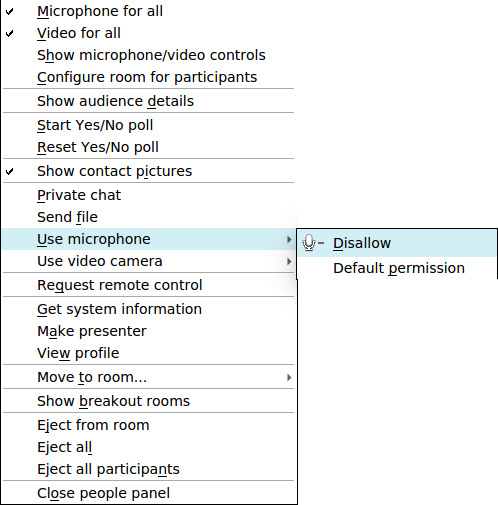 Microphone for all
Video for all
Show microphone/video controls
Configure room for participants
Show audience details
Start Yes/No poll
Reset Yes/No poll
Show contact pictures
Private chat
Send file
Use microphone
Disallow
Default permission
Use video camera
Request remote control
Get system information
Make presenter
View profile
Move to room...
Show breakout rooms
Eject from room
Eject all
Eject all participants
Close people panel